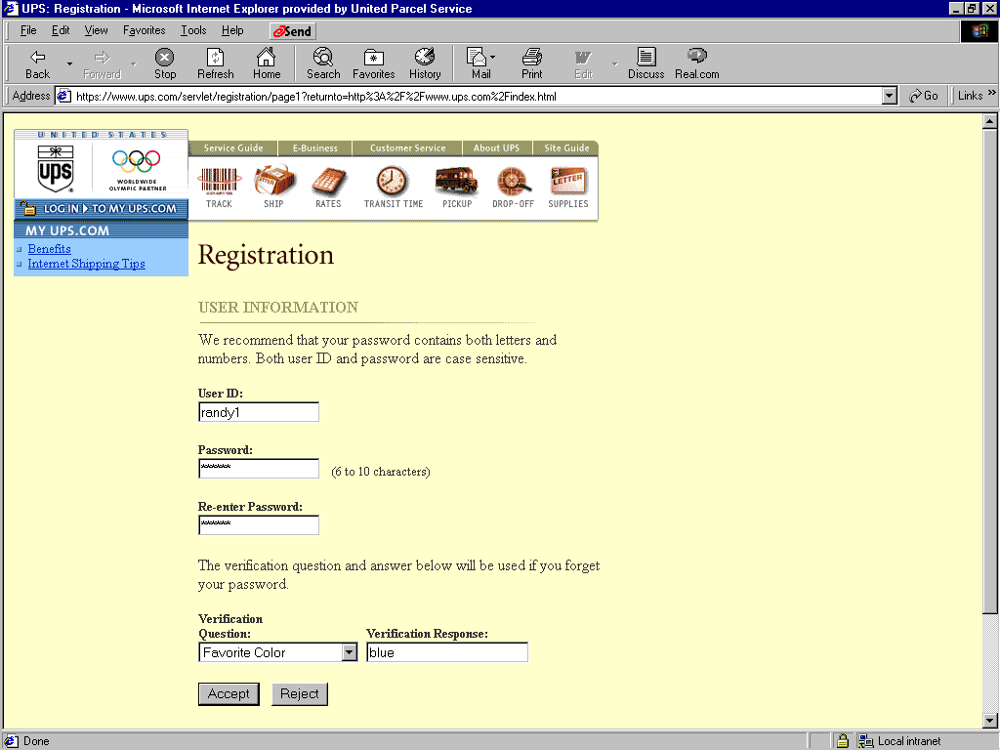 UPS: Registration - Microsoft Internet Explorer provided by United Parcel Service
File Edit View Favorites Tools Help eSend
Back Forward Stop Refresh Home Search Favorites History Mail Print Edit Discuss Real.com
Address https://www.ups.com/servlet/registration/page1?returnto=http%3A%2F%2Fwww.ups.com%2Findex.html Go Links »
UNITED STATES
ups
WORLDWIDE
OLYMPIC PARTNER
Service Guide E-Business Customer Service About UPS Site Guide
LETTER
TRACK SHIP RATES TRANSIT TIME PICKUP DROP-OFF SUPPLIES
LOG IN TO MY UPS.COM
MY UPS.COM
Benefits
Internet Shipping Tips
Registration
USER INFORMATION
We recommend that your password contains both letters and
numbers. Both user ID and password are case sensitive.
User ID:
randy1
Password:
******* (6 to 10 characters)
Re-enter Password:
*******
The verification question and answer below will be used if you forget
your password.
Verification
Question: Verification Response:
Favorite Color blue
Accept Reject
Done Local intranet